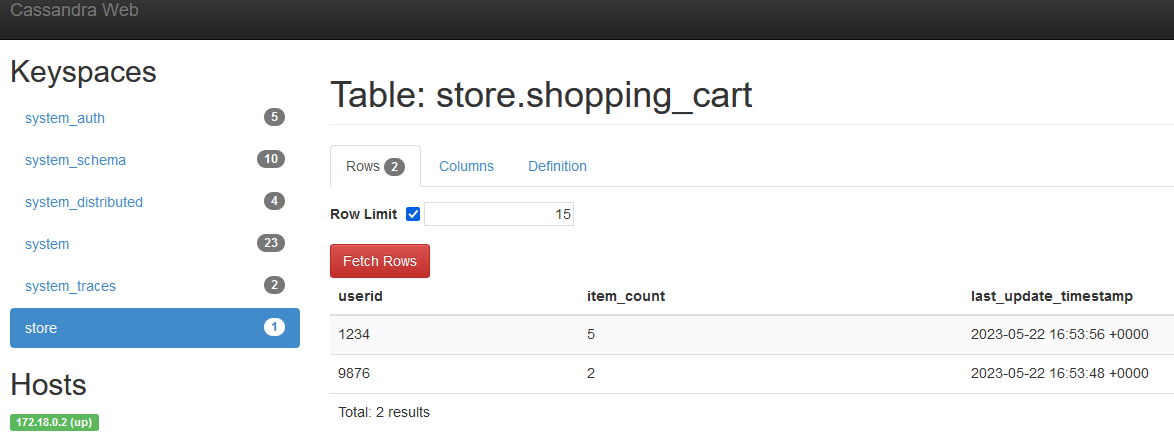 Cassandra Web
Keyspaces
system_auth 5
system_schema 10
system_distributed 4
system 23
system_traces 2
store 1
Hosts
172.18.0.2 (up)
Table: store.shopping_cart
Rows 2 Columns Definition
Row Limit 15
Fetch Rows
userid item_count last_update_timestamp
1234 5 2023-05-22 16:53:56 +0000
9876 2 2023-05-22 16:53:48 +0000
Total: 2 results